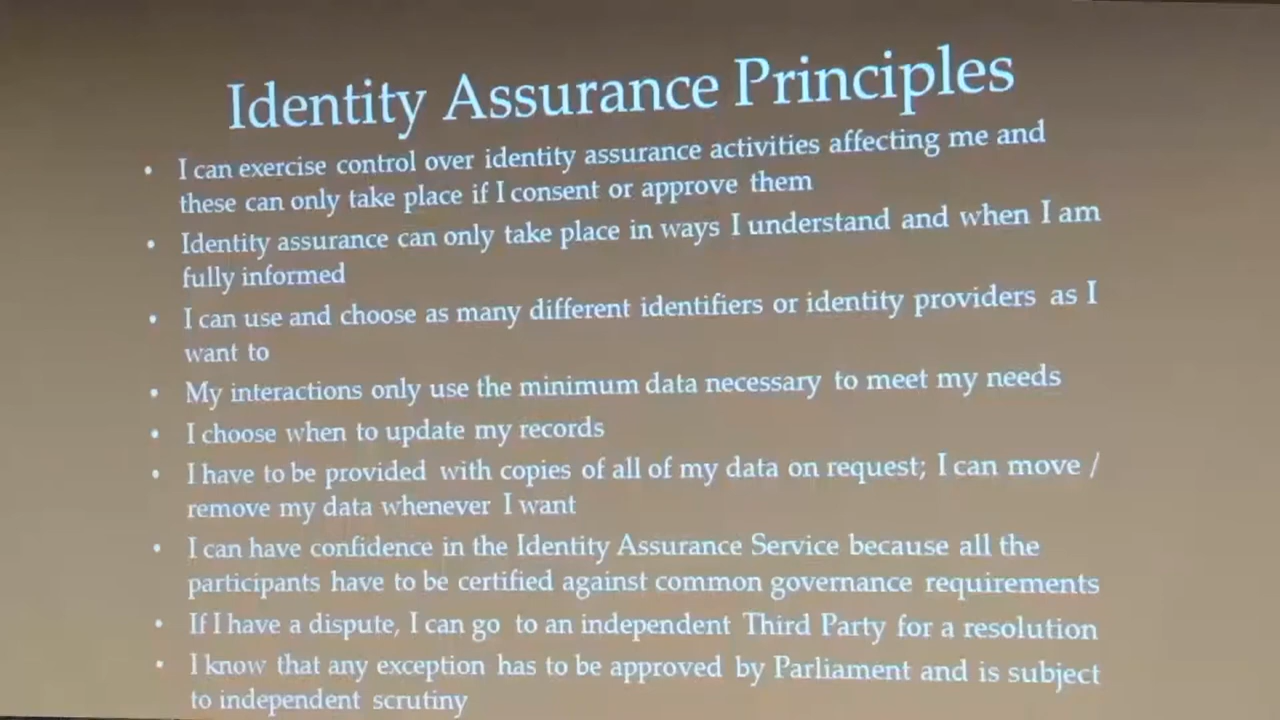 Identity Assurance Principles
• I can exercise control over identity assurance activities affecting me and
these can only take place if I consent or approve them
• Identity assurance can only take place in ways I understand and when I am
fully informed
• I can use and choose as many different identifiers or identity providers as I
want to
• My interactions only use the minimum data necessary to meet my needs
• I choose when to update my records
• I have to be provided with copies of all of my data on request; I can move /
remove my data whenever I want
• I can have confidence in the Identity Assurance Service because all the
participants have to be certified against common governance requirements
• If I have a dispute, I can go to an independent Third Party for a resolution
• I know that any exception has to be approved by Parliament and is subject
to independent scrutiny